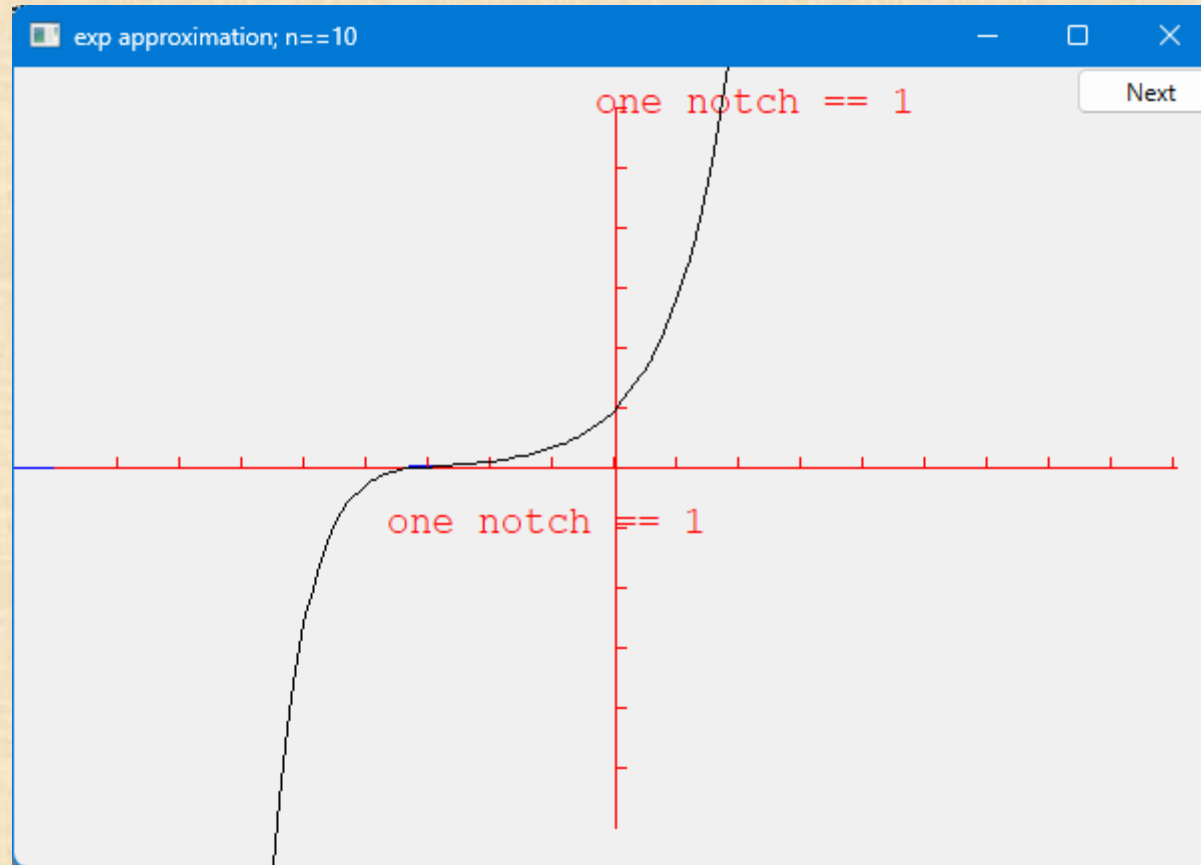 exp approximation; n==10
Next
one notch == 1
one notch == 1